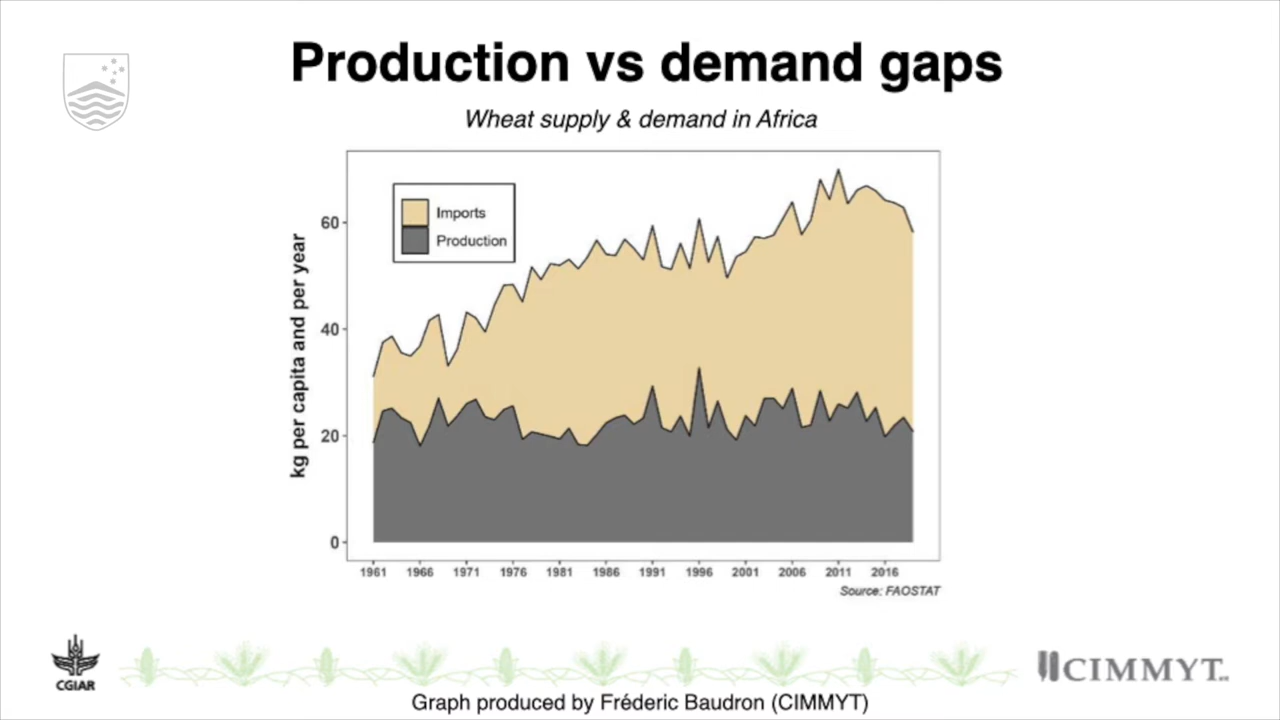 Production vs demand gaps
Wheat supply & demand in Africa
Imports
Production
kg per capita and per year
60
40
20
0
1961 1966 1971 1976 1981 1986 1991 1996 2001 2006 2011 2016
Source: FAOSTAT
CGIAR
CIMMYT
Graph produced by Fréderic Baudron (CIMMYT)